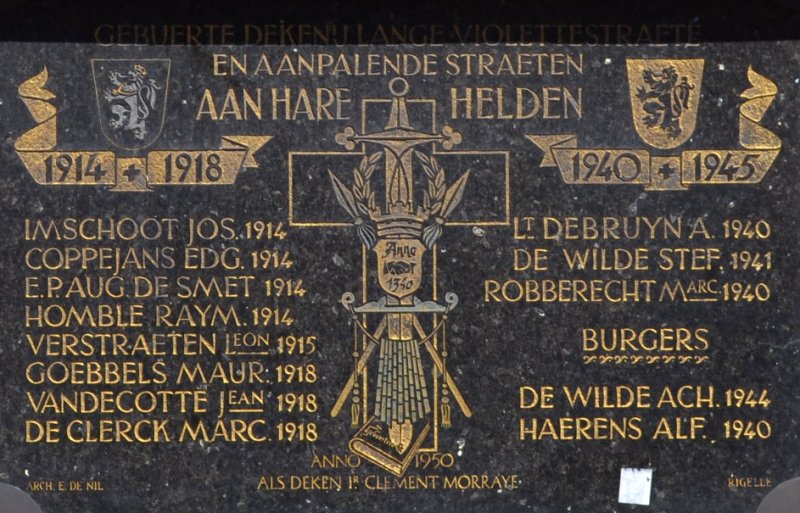 GEBUERTE DEKENIJ LANGE VIOLETTESTRAETE
EN AANPALENDE STRAETEN
AAN HARE HELDEN
1914 + 1918
1940 + 1945
IMSCHOOT JOS. 1914
COPPEJANS EDG. 1914
E.P. AUG. DE SMET 1914
HOMBLE RAYM. 1914
VERSTRAETEN LEON 1915
GOEBBELS MAUR. 1918
VANDECOTTE JEAN 1918
DE CLERCK MARC. 1918
Anno
1340
LT DEBRUYN A. 1940
DE WILDE STEF. 1941
ROBBERECHT MARC. 1940
BURGERS
DE WILDE ACH. 1944
HAERENS ALF. 1940
ANNO 1950
ALS DEKEN IR CLEMENT MORRAYE
ARCH. E. DE NIL
RIGELLE